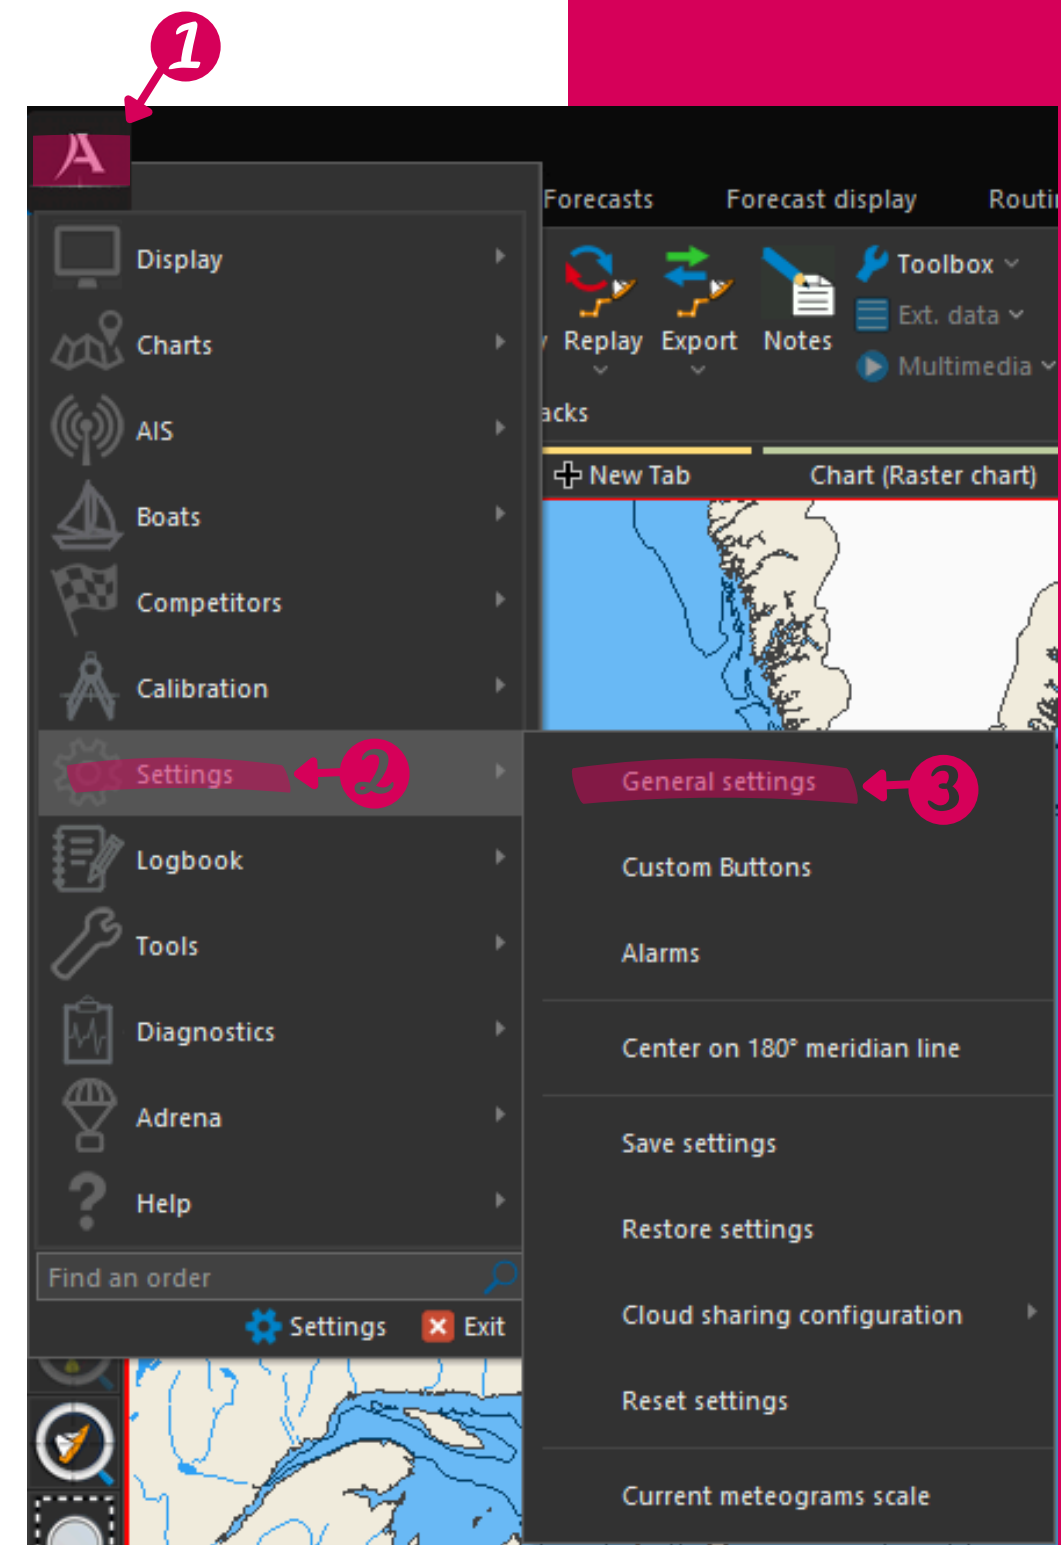 1
A
Forecasts Forecast display
Replay Export Notes Toolbox
Ext. data
Multimedia
New Tab Chart (Raster chart)
Display
Charts
AIS
Boats
Competitors
Calibration
Settings 2
Logbook
Tools
Diagnostics
Adrena
Help
Find an order
Settings Exit
General settings 3
Custom Buttons
Alarms
Center on 180° meridian line
Save settings
Restore settings
Cloud sharing configuration
Reset settings
Current meteograms scale